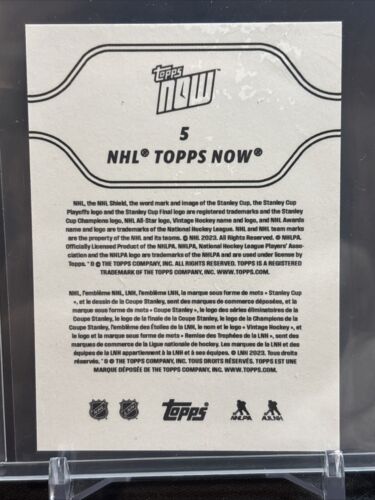 topps
NOW
5
NHL® TOPPS NOW®
NHL, the NHL Shield, the word mark and image of the Stanley Cup, the Stanley Cup
Playoffs logo and the Stanley Cup Final logo are registered trademarks and the Stanley
Cup Champions logo, NHL All-Star logo, Vintage Hockey name and logo, and NHL Awards
name and logo are trademarks of the National Hockey League. NHL and NHL team marks
are the property of the NHL and its teams. © NHL 2023. All Rights Reserved. © NHLPA.
Officially Licensed Product of the NHLPA. NHLPA, National Hockey League Players' Asso-
ciation and the NHLPA logo are trademarks of the NHLPA and are used under license by
Topps. ® © THE TOPPS COMPANY, INC. ALL RIGHTS RESERVED. TOPPS IS A REGISTERED
TRADEMARK OF THE TOPPS COMPANY, INC. WWW.TOPPS.COM.
NHL, l'emblème NHL, LNH, l'emblème LNH, la marque sous forme de mots « Stanley Cup
», et le dessin de la Coupe Stanley, sont des marques de commerce déposées, et la
marque sous forme de mots « Coupe Stanley », le logo des séries éliminatoires de la
Coupe Stanley, le logo de la finale de la Coupe Stanley, le logo de la Champions de la
Coupe Stanley, de l'emblème des Étoiles de la LNH, le nom et le logo « Vintage Hockey »,
et le logo et la marque sous forme de mots « Remise des Trophées de la LNH », sont des
marques de commerce de la Ligue nationale de hockey. Les marques de la LNH et des
équipes de la LNH appartiennent à la LNH et à ses équipes. © LNH 2023. Tous droits
réservés. ® © THE TOPPS COMPANY, INC. TOUS DROITS RÉSERVÉS. TOPPS EST UNE
MARQUE DÉPOSÉE DE THE TOPPS COMPANY, INC. WWW.TOPPS.COM.
NHL LNH topps NHLPA AJLNH